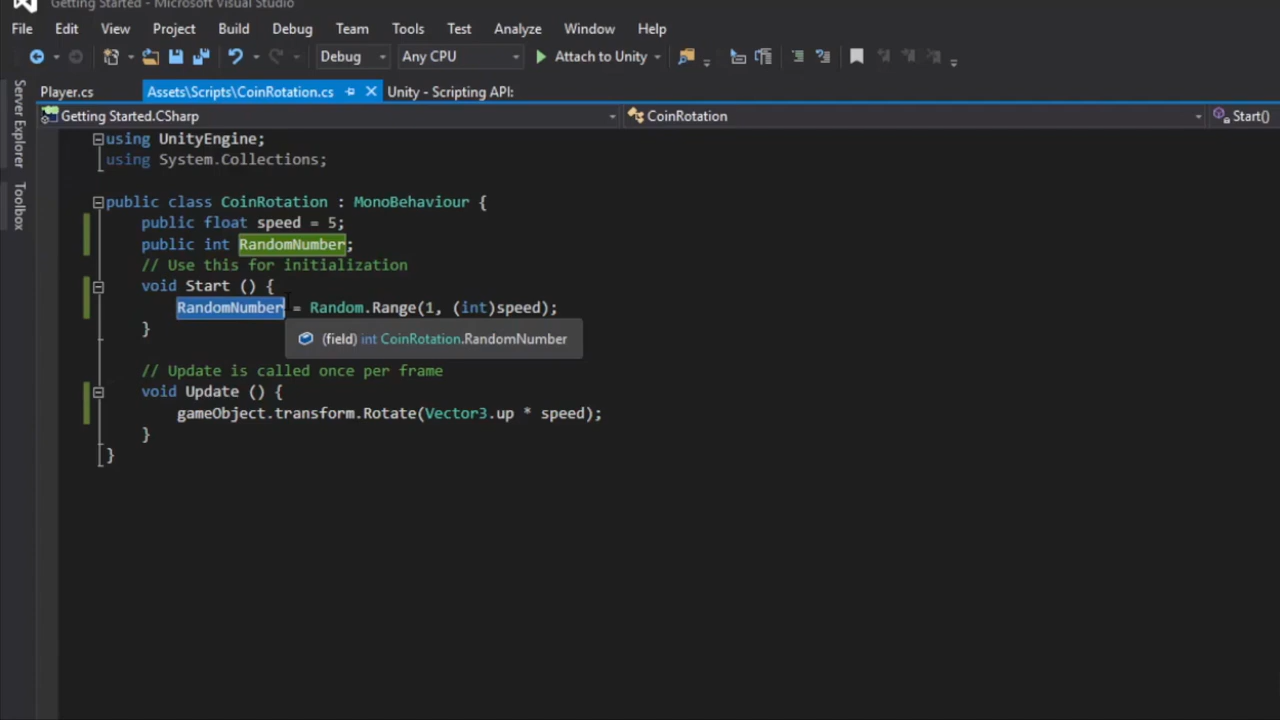 Getting Started - Microsoft Visual Studio
File Edit View Project Build Debug Team Tools Test Analyze Window Help
Debug Any CPU Attach to Unity
Server Explorer
Toolbox
Player.cs Assets\Scripts\CoinRotation.cs Unity - Scripting API:
Getting Started.CSharp CoinRotation Start()
using UnityEngine;
using System.Collections;
public class CoinRotation : MonoBehaviour {
public float speed = 5;
public int RandomNumber;
// Use this for initialization
void Start () {
RandomNumber = Random.Range(1, (int)speed);
}
(field) int CoinRotation.RandomNumber
// Update is called once per frame
void Update () {
gameObject.transform.Rotate(Vector3.up * speed);
}
}